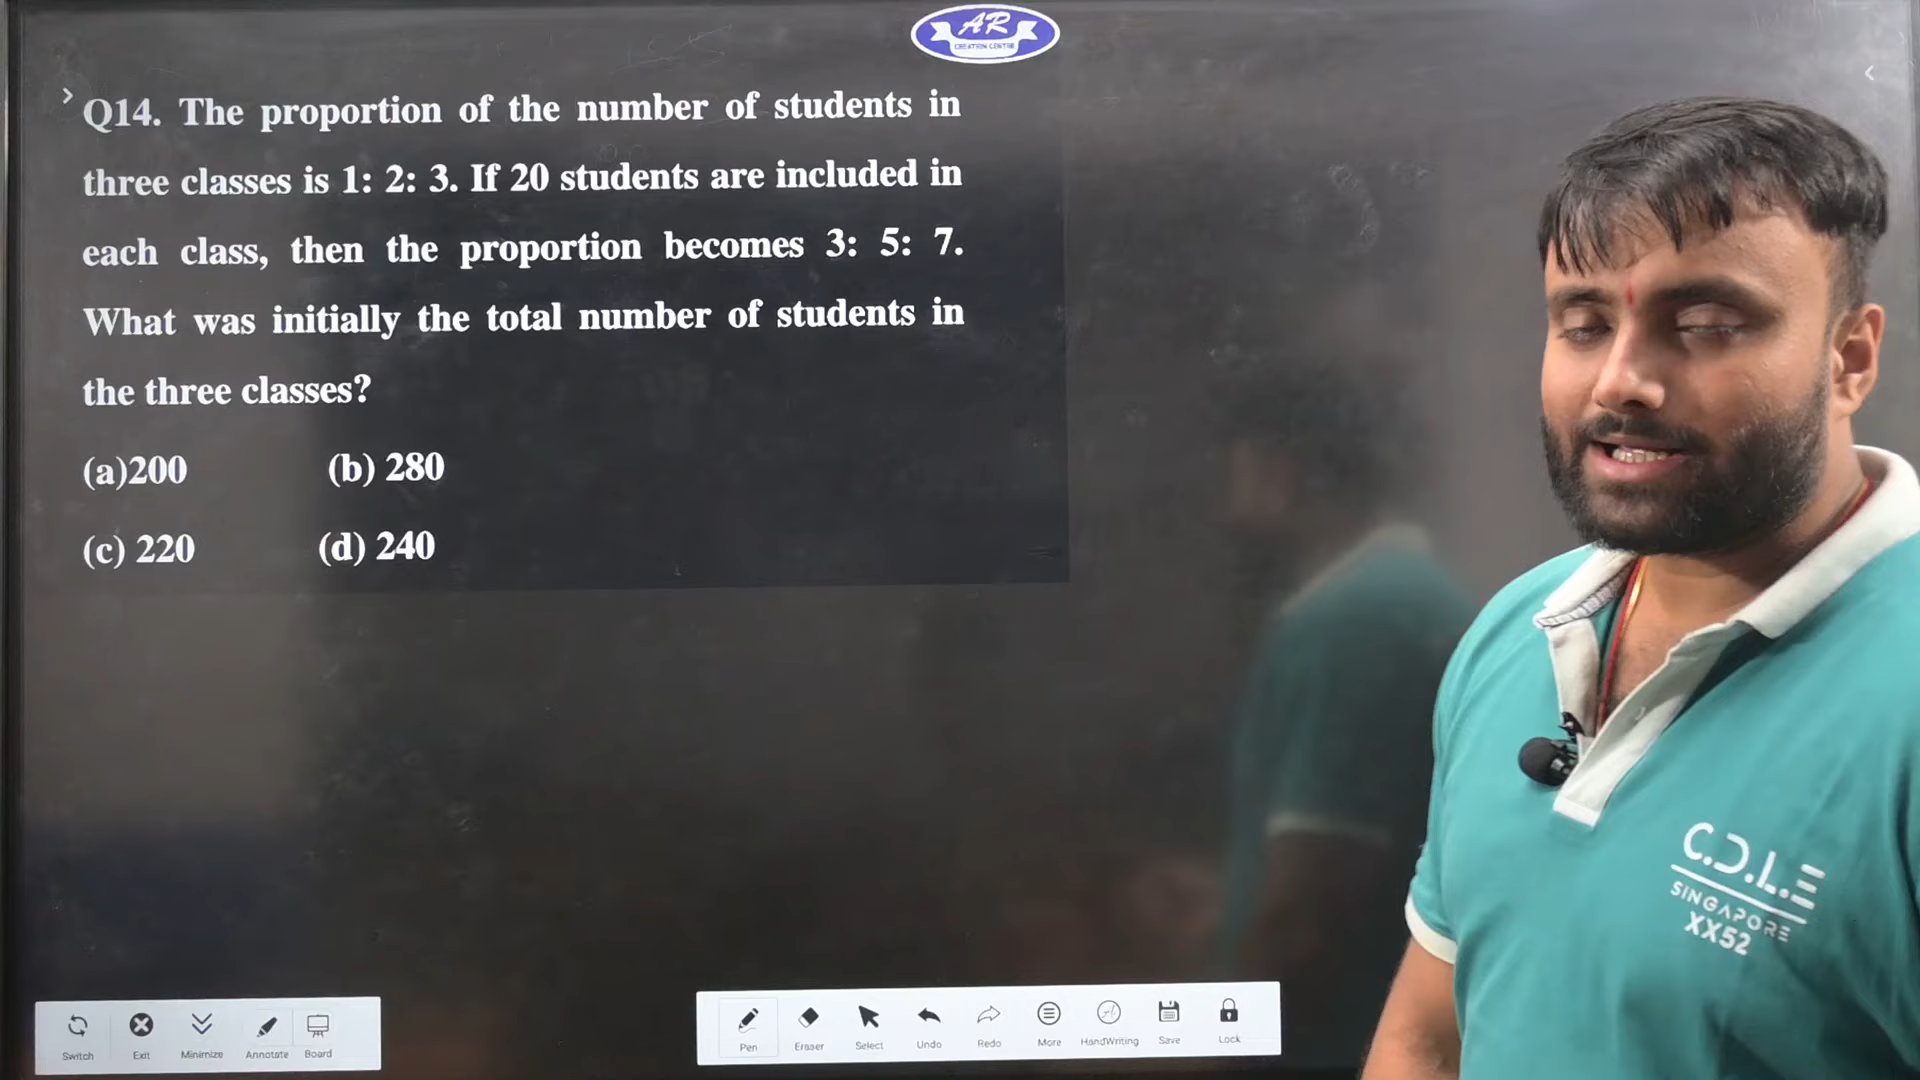 AR
CREATION CENTRE
Q14. The proportion of the number of students in
three classes is 1: 2: 3. If 20 students are included in
each class, then the proportion becomes 3: 5: 7.
What was initially the total number of students in
the three classes?
(a)200 (b) 280
(c) 220 (d) 240
C.D.L.E
SINGAPORE
XX52
Switch Exit Minimize Annotate Board
Pen Eraser Select Undo Redo More HandWriting Save Lock